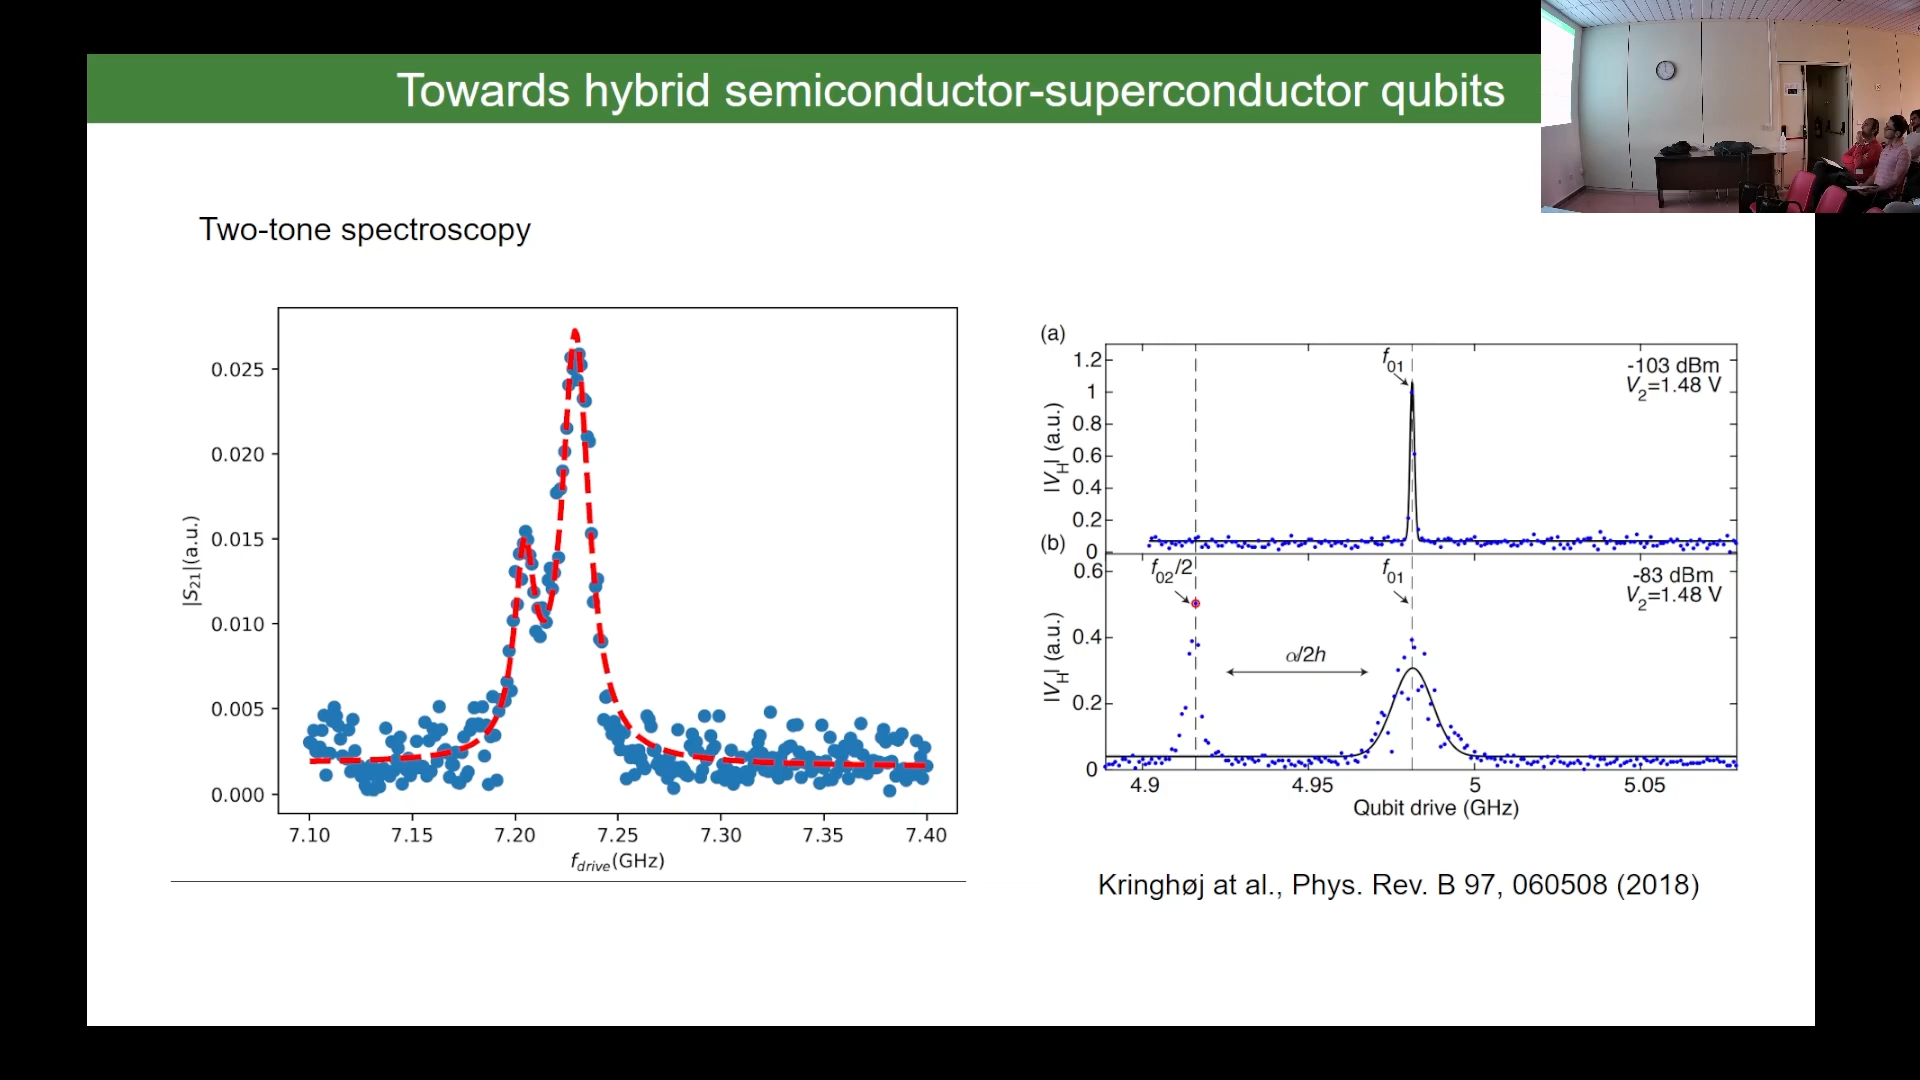 Towards hybrid semiconductor-superconductor qubits
Two-tone spectroscopy
0.025
0.020
0.015
0.010
0.005
0.000
|S21|(a.u.)
7.10 7.15 7.20 7.25 7.30 7.35 7.40
fdrive(GHz)
(a)
1.2
1
0.8
0.6
0.4
0.2
0
|VH| (a.u.)
f01
-103 dBm
V2=1.48 V
(b)
0.6
0.4
0.2
0
|VH| (a.u.)
f02/2
f01
-83 dBm
V2=1.48 V
α/2h
4.9 4.95 5 5.05
Qubit drive (GHz)
Kringhøj at al., Phys. Rev. B 97, 060508 (2018)